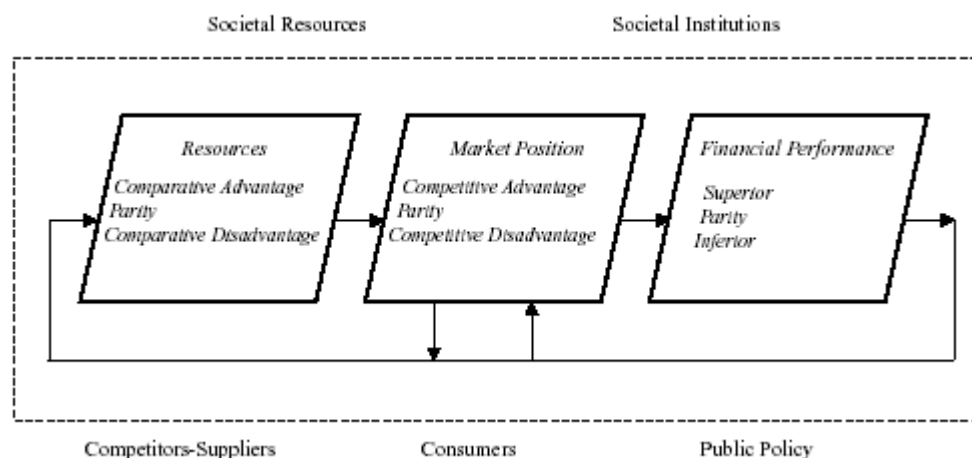 Societal Resources
Societal Institutions
Resources
Comparative Advantage
Parity
Comparative Disadvantage
Market Position
Competitive Advantage
Parity
Competitive Disadvantage
Financial Performance
Superior
Parity
Inferior
Competitors-Suppliers
Consumers
Public Policy